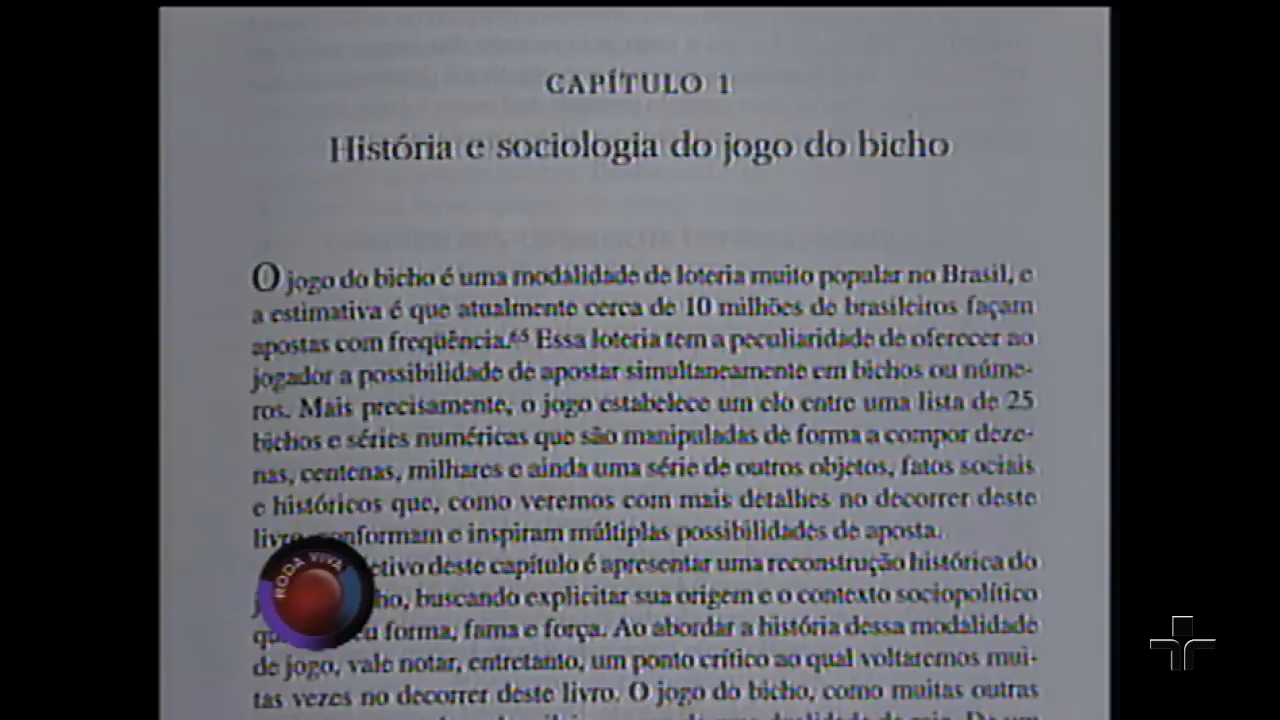 CAPÍTULO 1
História e sociologia do jogo do bicho
O jogo do bicho é uma modalidade de loteria muito popular no Brasil, e
a estimativa é que atualmente cerca de 10 milhões de brasileiros façam
apostas com freqüência.⁶⁵ Essa loteria tem a peculiaridade de oferecer ao
jogador a possibilidade de apostar simultaneamente em bichos ou núme-
ros. Mais precisamente, o jogo estabelece um elo entre uma lista de 25
bichos e séries numéricas que são manipuladas de forma a compor deze-
nas, centenas, milhares e ainda uma série de outros objetos, fatos sociais
e históricos que, como veremos com mais detalhes no decorrer deste
livro, conformam e inspiram múltiplas possibilidades de aposta.
etivo deste capítulo é apresentar uma reconstrução histórica do
ho, buscando explicitar sua origem e o contexto sociopolítico
qu eu forma, fama e força. Ao abordar a história dessa modalidade
de jogo, vale notar, entretanto, um ponto crítico ao qual voltaremos mui-
tas vezes no decorrer deste livro. O jogo do bicho, como muitas outras
RODA VIVA